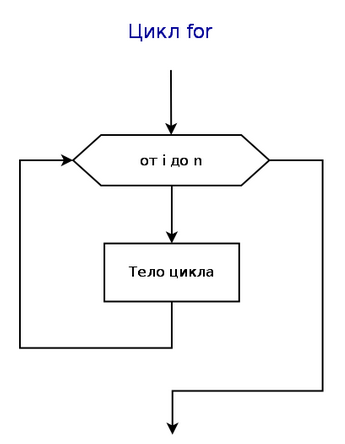 Цикл for
от i до n
Тело цикла